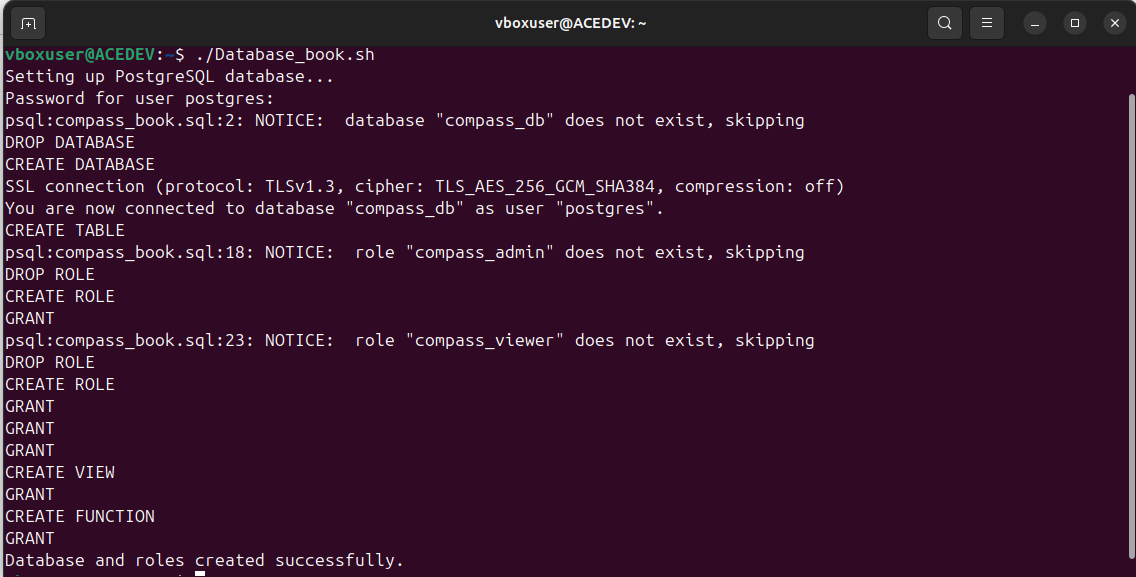 vboxuser@ACEDEV: ~
vboxuser@ACEDEV:~$ ./Database_book.sh
Setting up PostgreSQL database...
Password for user postgres:
psql:compass_book.sql:2: NOTICE:  database "compass_db" does not exist, skipping
DROP DATABASE
CREATE DATABASE
SSL connection (protocol: TLSv1.3, cipher: TLS_AES_256_GCM_SHA384, compression: off)
You are now connected to database "compass_db" as user "postgres".
CREATE TABLE
psql:compass_book.sql:18: NOTICE:  role "compass_admin" does not exist, skipping
DROP ROLE
CREATE ROLE
GRANT
psql:compass_book.sql:23: NOTICE:  role "compass_viewer" does not exist, skipping
DROP ROLE
CREATE ROLE
GRANT
GRANT
GRANT
CREATE VIEW
GRANT
CREATE FUNCTION
GRANT
Database and roles created successfully.